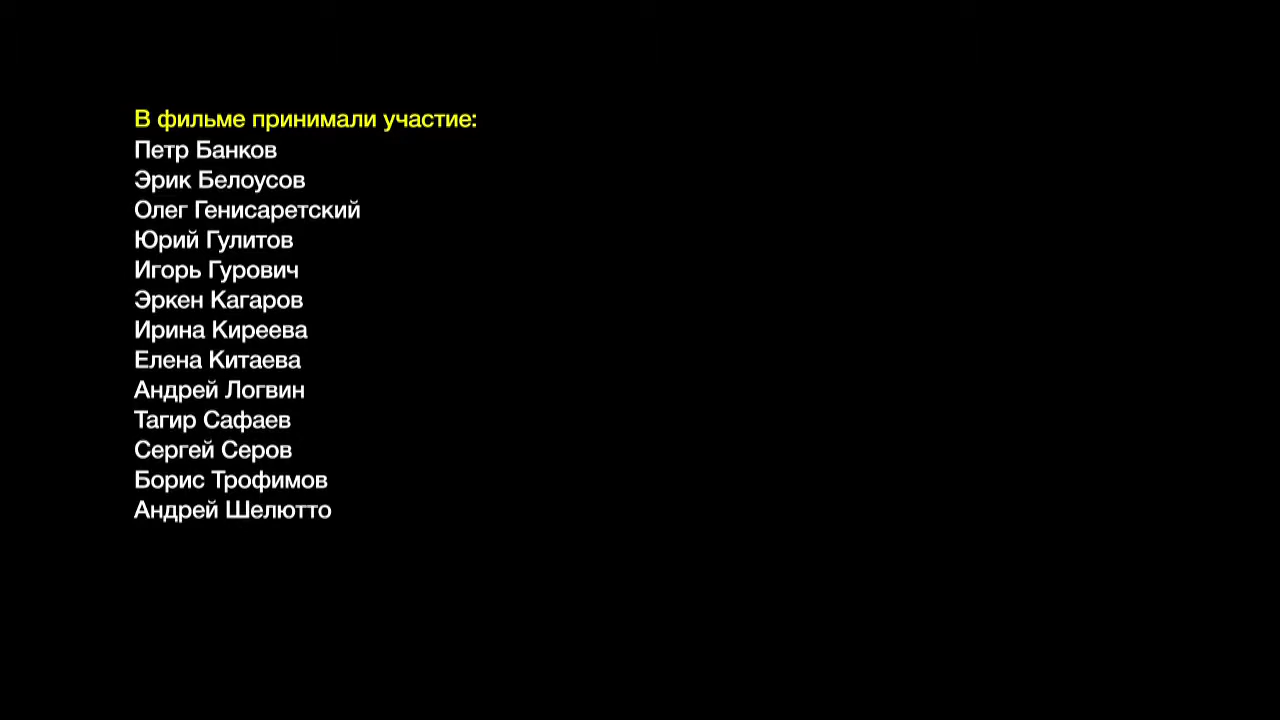 В фильме принимали участие:
Петр Банков
Эрик Белоусов
Олег Генисаретский
Юрий Гулитов
Игорь Гурович
Эркен Кагаров
Ирина Киреева
Елена Китаева
Андрей Логвин
Тагир Сафаев
Сергей Серов
Борис Трофимов
Андрей Шелютто